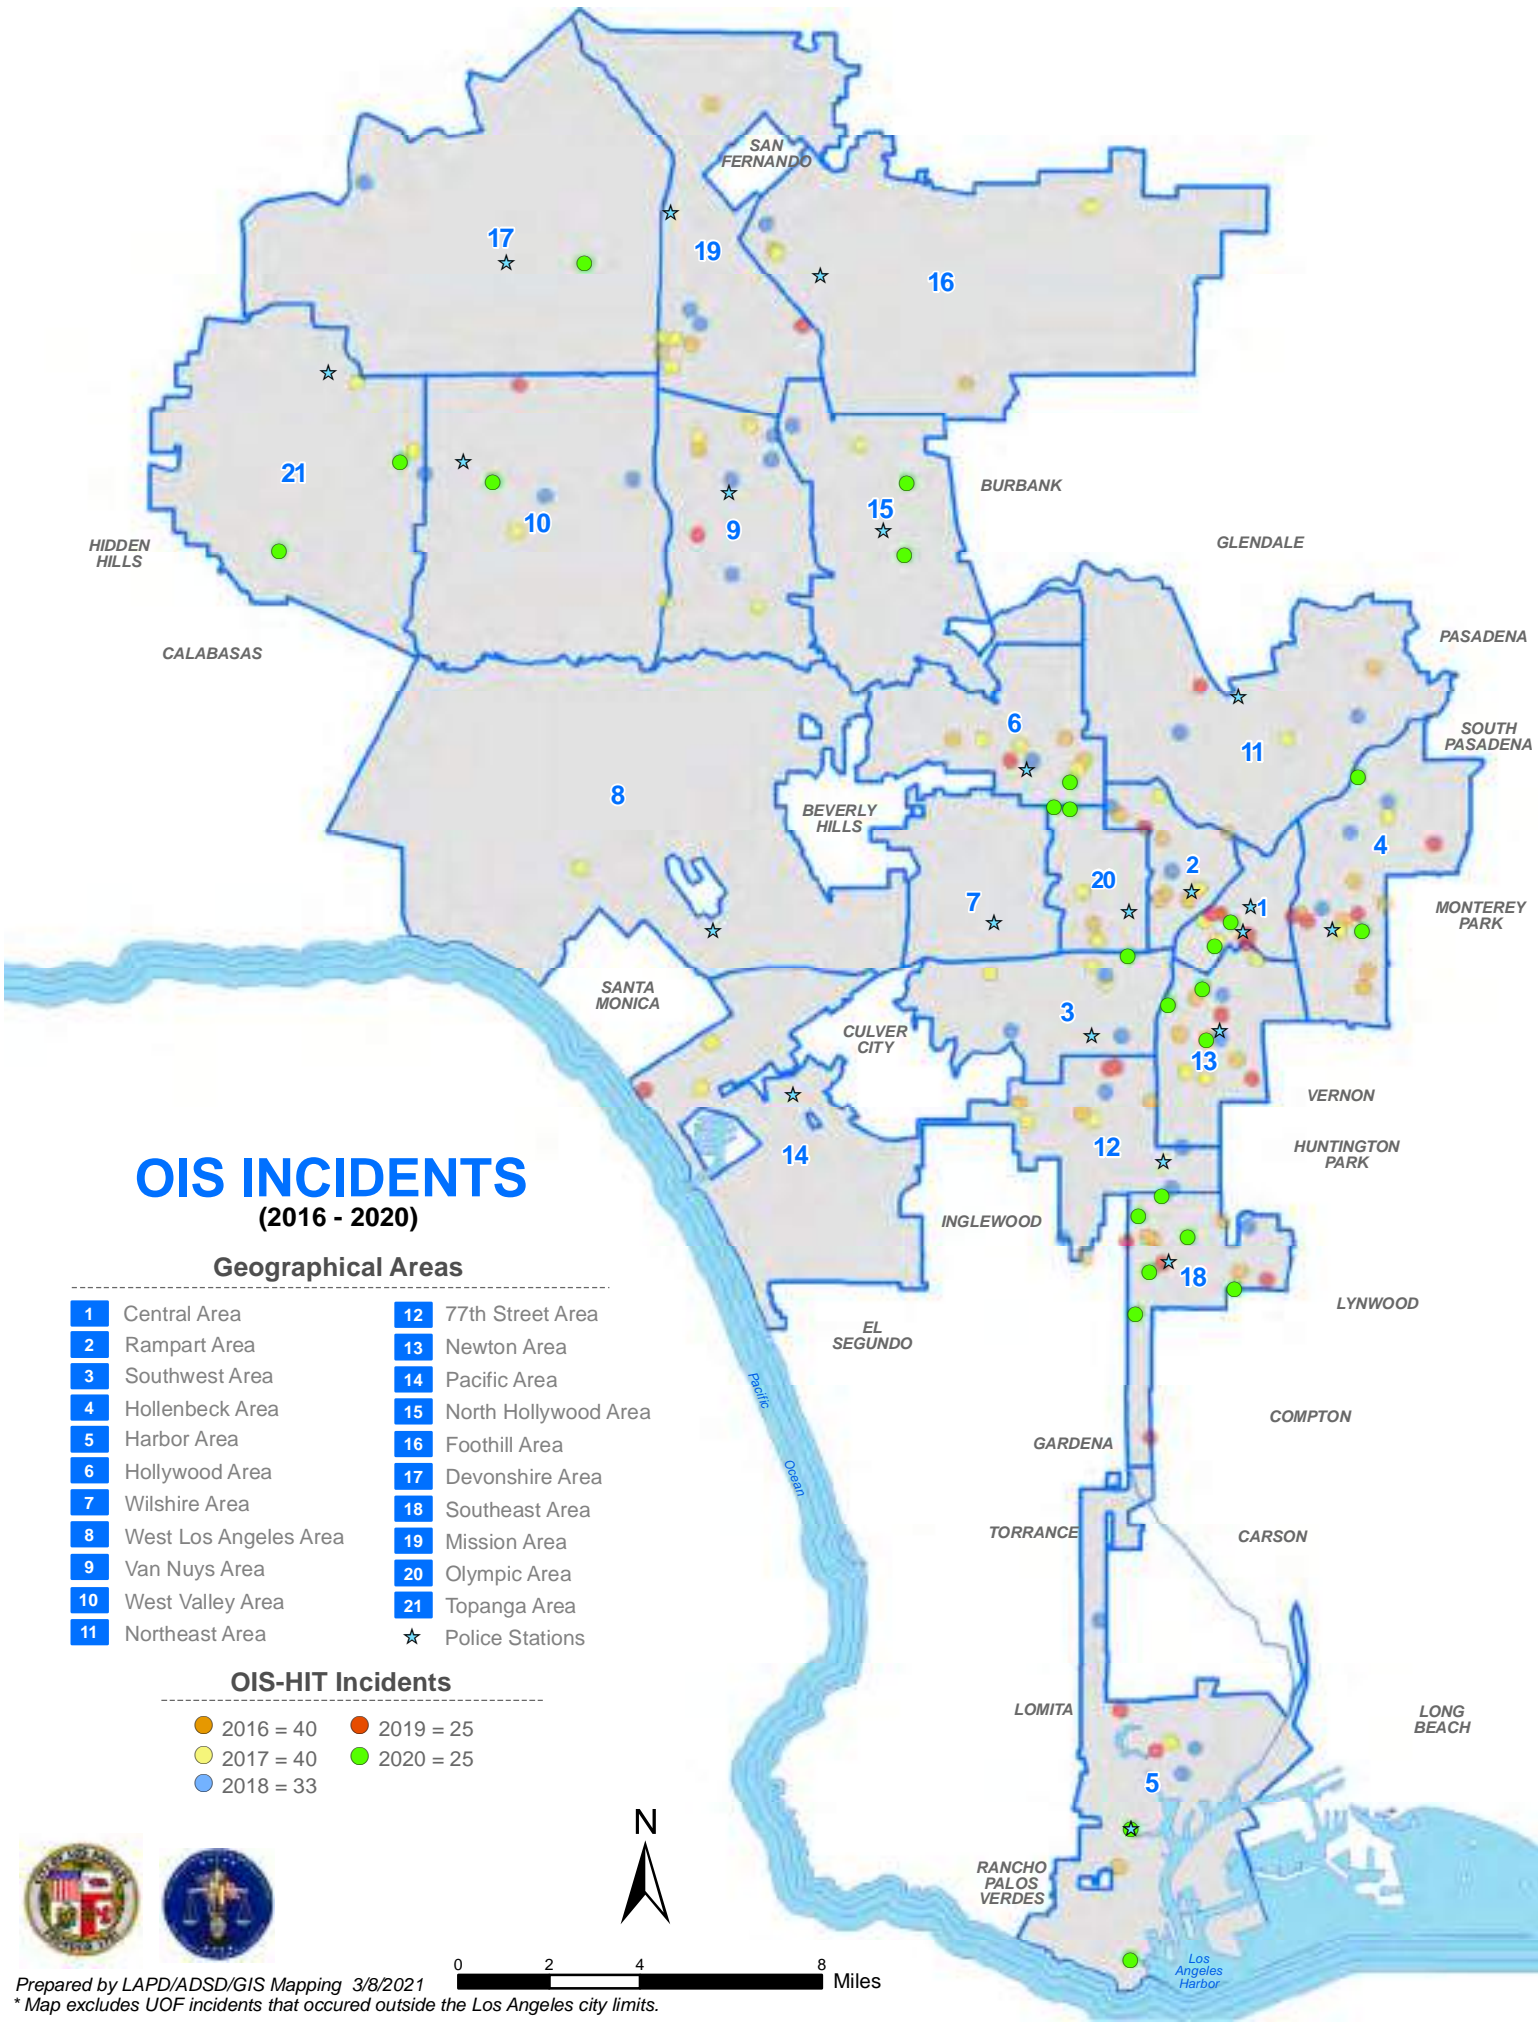 SAN
FERNANDO
17
19
16
21
10
9
15
BURBANK
GLENDALE
HIDDEN
HILLS
CALABASAS
PASADENA
6
11
SOUTH
PASADENA
8
BEVERLY
HILLS
4
2
20
7
1
MONTEREY
PARK
SANTA
MONICA
3
CULVER
CITY
13
VERNON
12
HUNTINGTON
PARK
14
INGLEWOOD
18
LYNWOOD
EL
SEGUNDO
Pacific
Ocean
COMPTON
GARDENA
TORRANCE
CARSON
LOMITA
LONG
BEACH
5
RANCHO
PALOS
VERDES
Los
Angeles
Harbor
OIS INCIDENTS
(2016 - 2020)
Geographical Areas
1 Central Area
2 Rampart Area
3 Southwest Area
4 Hollenbeck Area
5 Harbor Area
6 Hollywood Area
7 Wilshire Area
8 West Los Angeles Area
9 Van Nuys Area
10 West Valley Area
11 Northeast Area
12 77th Street Area
13 Newton Area
14 Pacific Area
15 North Hollywood Area
16 Foothill Area
17 Devonshire Area
18 Southeast Area
19 Mission Area
20 Olympic Area
21 Topanga Area
Police Stations
OIS-HIT Incidents
2016 = 40
2017 = 40
2018 = 33
2019 = 25
2020 = 25
N
0 2 4 8 Miles
CITY OF LOS ANGELES
Prepared by LAPD/ADSD/GIS Mapping 3/8/2021
* Map excludes UOF incidents that occured outside the Los Angeles city limits.